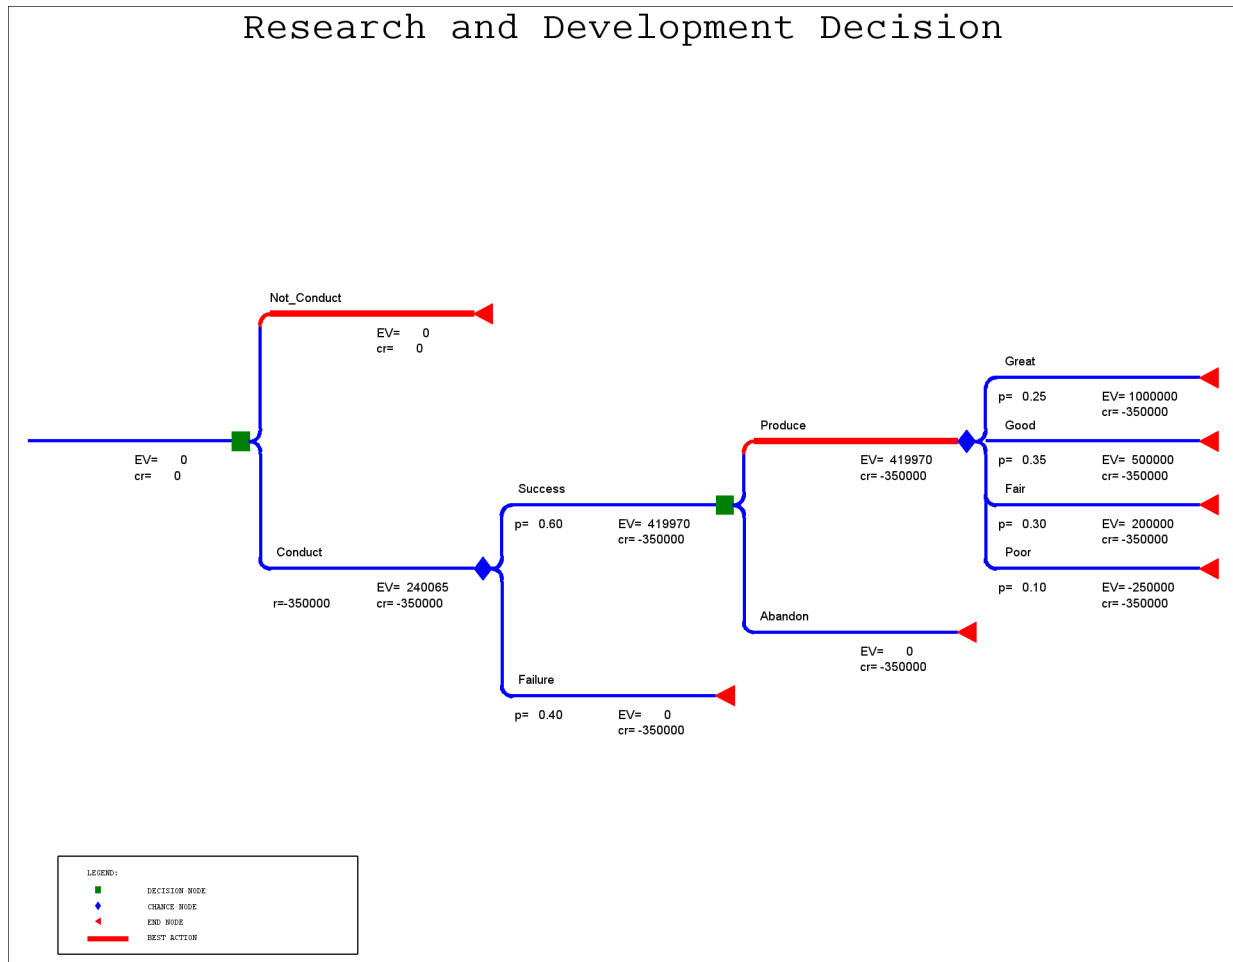 Research and Development Decision
Not_Conduct
EV= 0
cr= 0
Great
p= 0.25 EV= 1000000
cr= -350000
Produce Good
EV= 0
cr= 0
EV= 419970
cr= -350000
p= 0.35 EV= 500000
cr= -350000
Success Fair
p= 0.60 EV= 419970
cr= -350000
p= 0.30 EV= 200000
cr= -350000
Conduct Poor
r=-350000 EV= 240065
cr= -350000
p= 0.10 EV= -250000
cr= -350000
Abandon
EV= 0
cr= -350000
Failure
p= 0.40 EV= 0
cr= -350000
LEGEND:
DECISION NODE
CHANCE NODE
END NODE
BEST ACTION